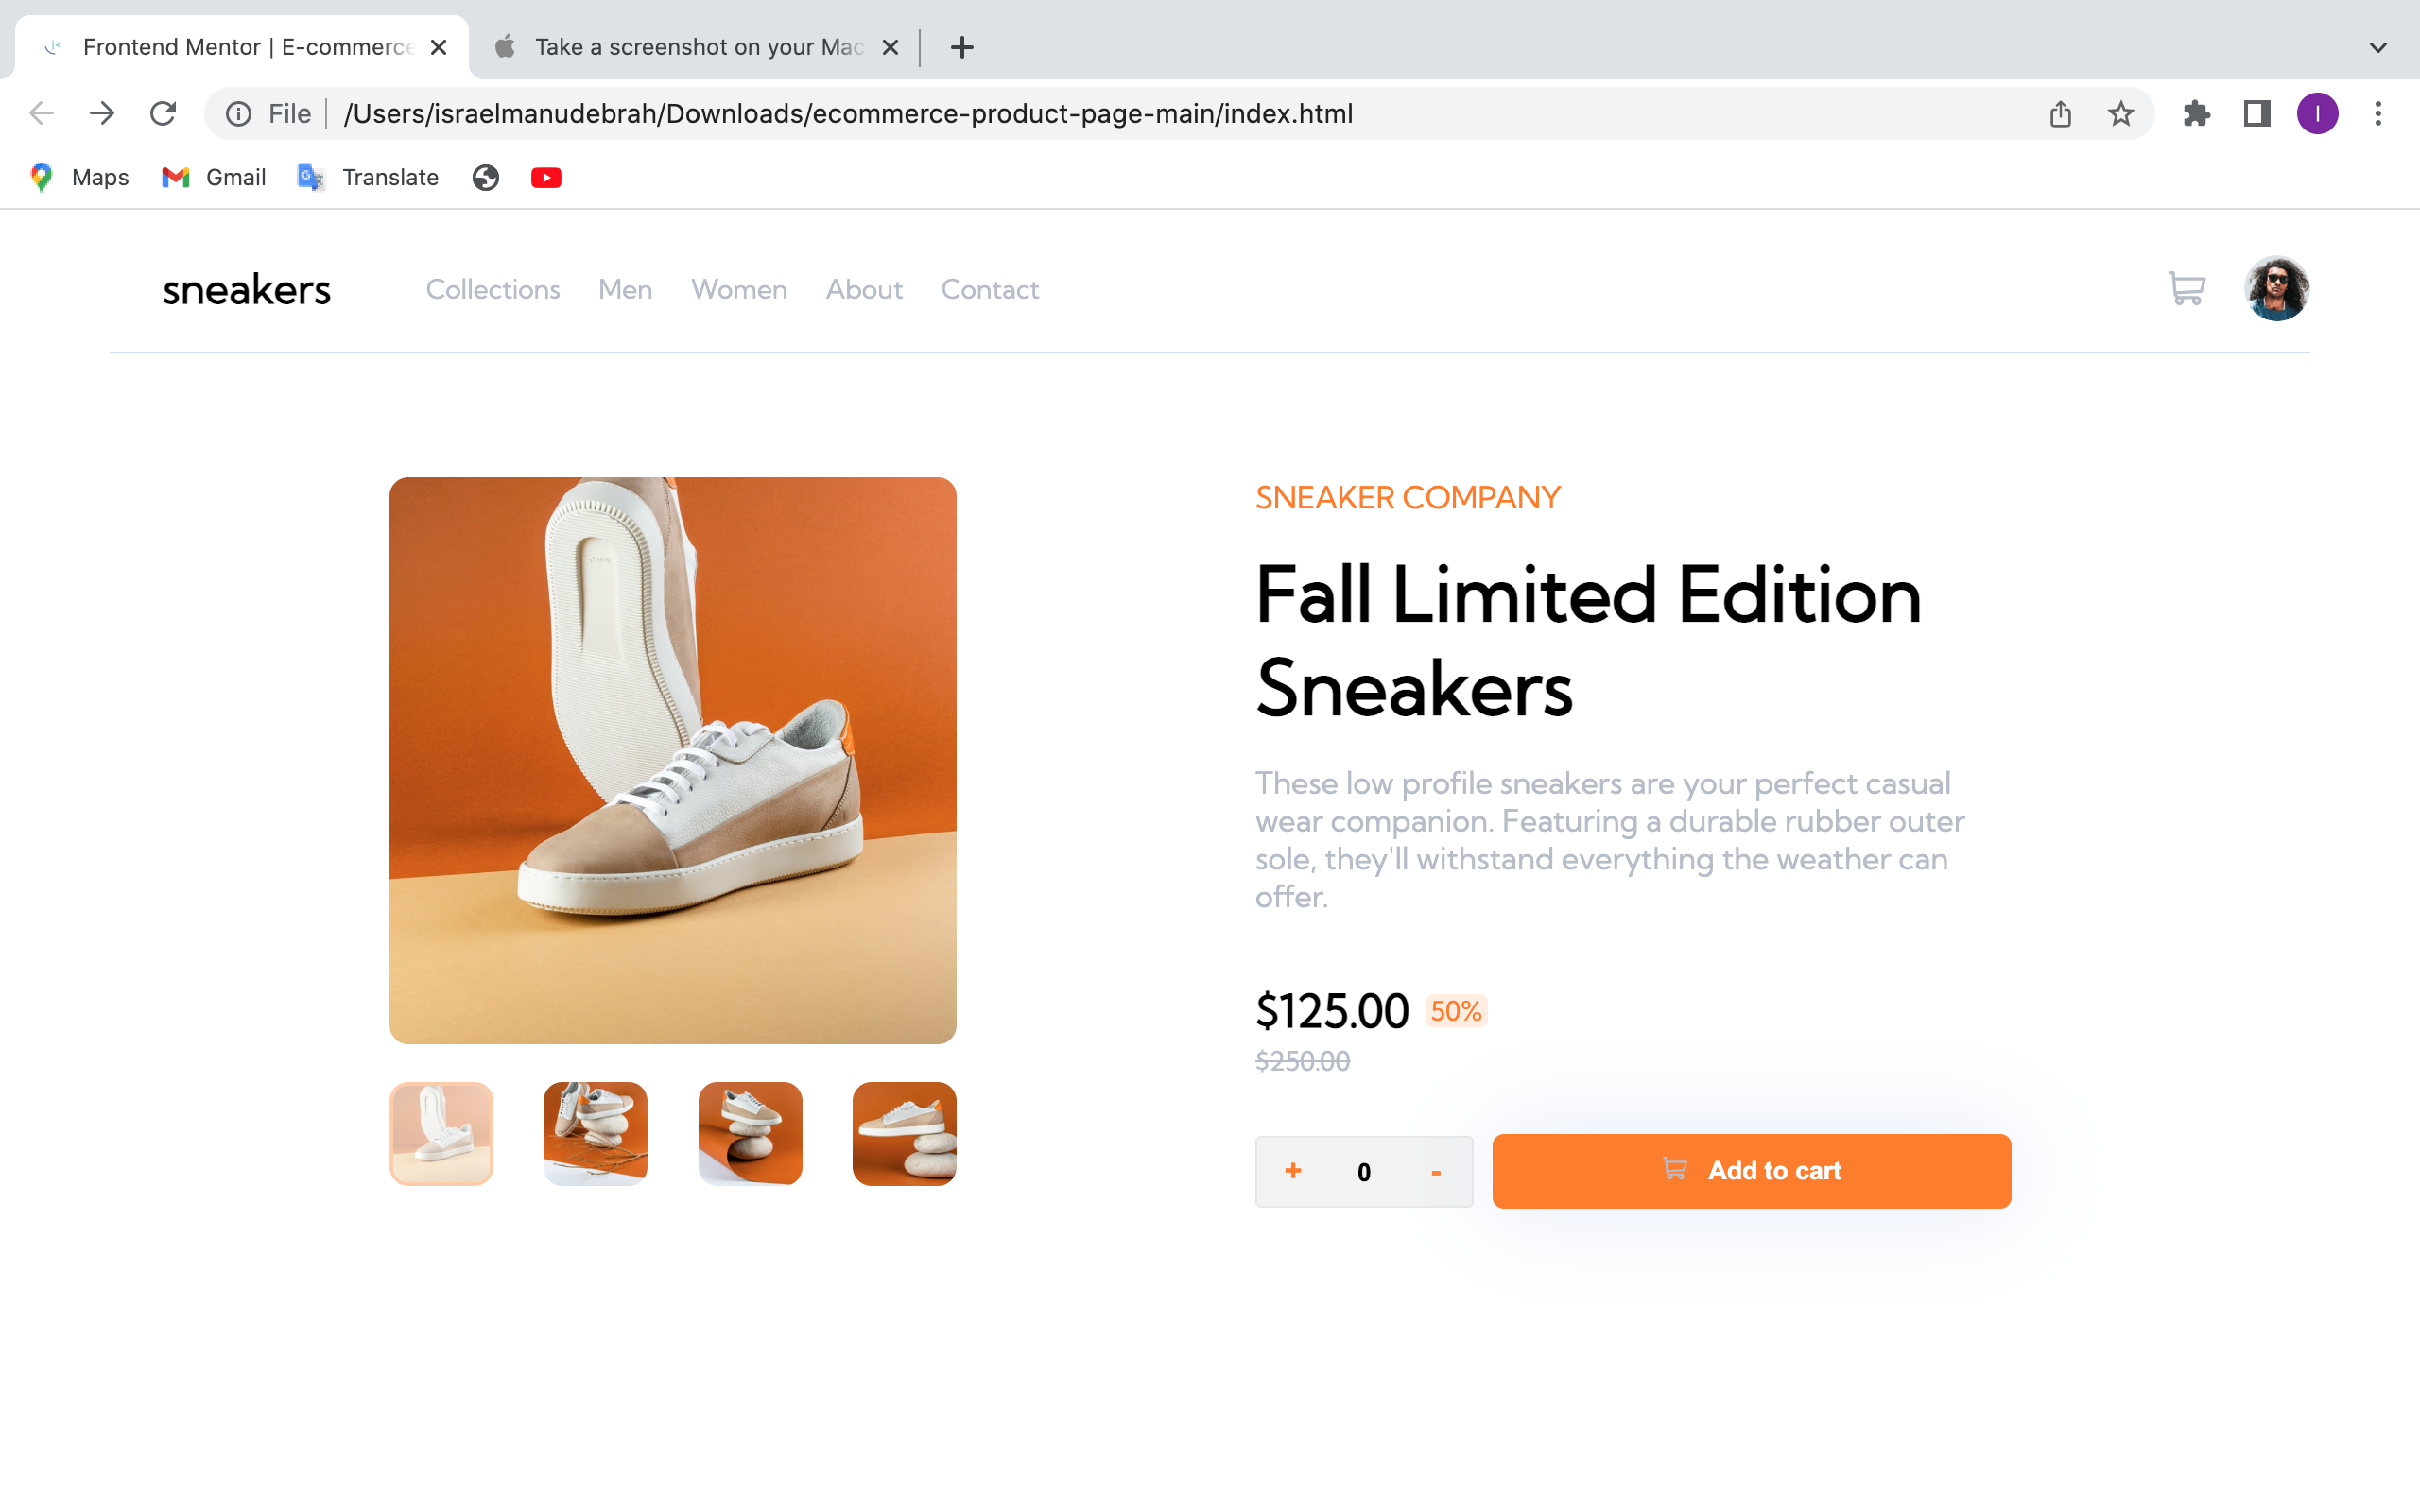 Frontend Mentor | E-commerce
Take a screenshot on your Mac
File
/Users/israelmanudebrah/Downloads/ecommerce-product-page-main/index.html
I
Maps
Gmail
Translate
sneakers
Collections
Men
Women
About
Contact
SNEAKER COMPANY
Fall Limited Edition
Sneakers
These low profile sneakers are your perfect casual
wear companion. Featuring a durable rubber outer
sole, they'll withstand everything the weather can
offer.
$125.00 50%
$250.00
+ 0 -
Add to cart